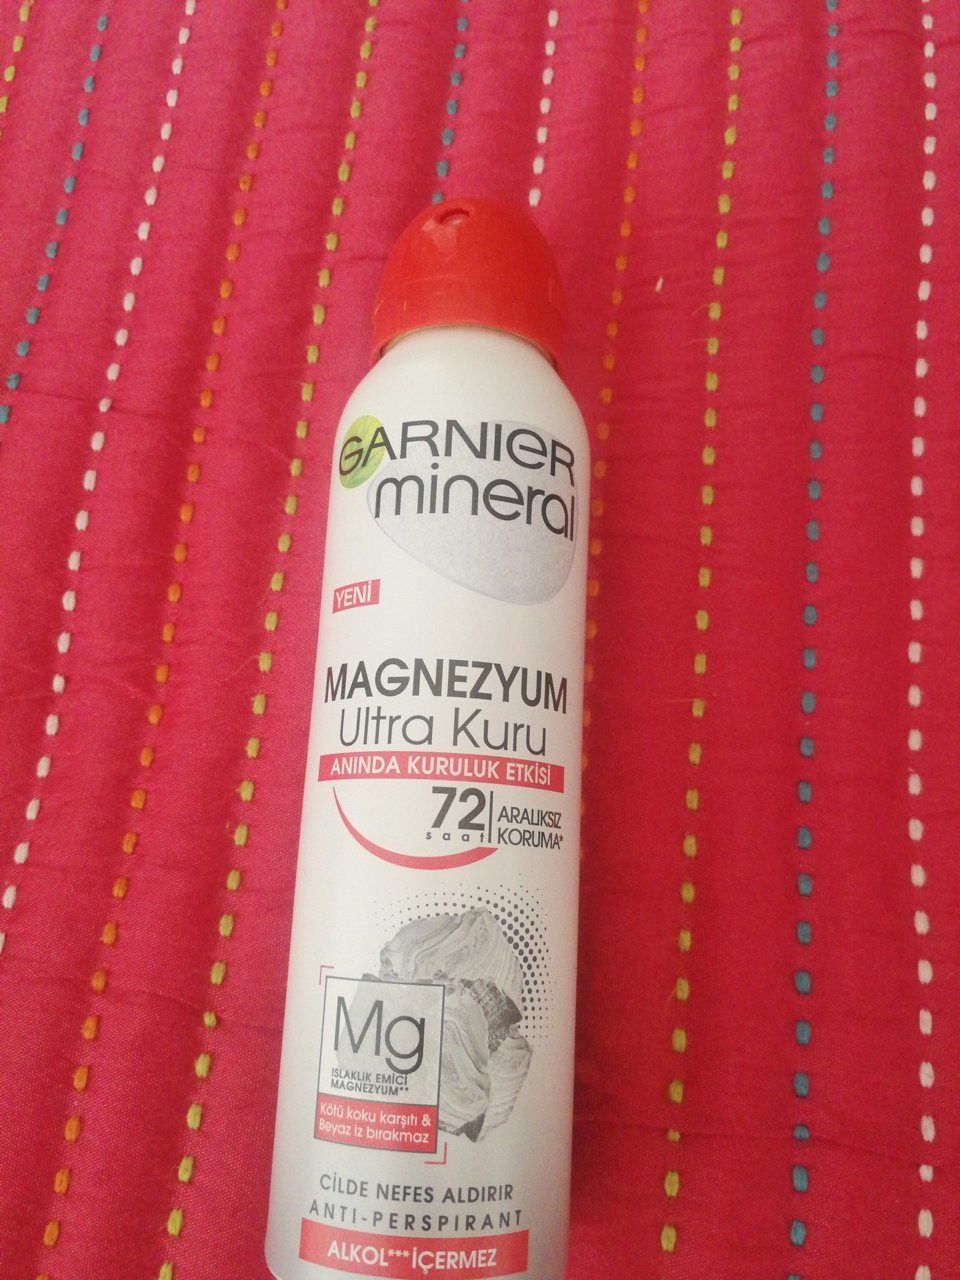 GARNIER
mineral
YENİ
MAGNEZYUM
Ultra Kuru
ANINDA KURULUK ETKİSİ
72 saat
ARALIKSIZ
KORUMA*
Mg
ISLAKLIK EMİCİ
MAGNEZYUM**
Kötü koku karşıtı &
Beyaz iz bırakmaz
CİLDE NEFES ALDIRIR
ANTI-PERSPIRANT
ALKOL***İÇERMEZ